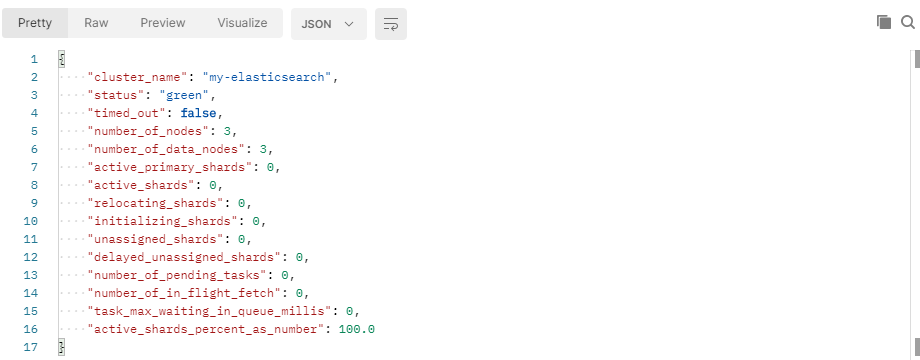 Pretty Raw Preview Visualize JSON
1 {
2 "cluster_name": "my-elasticsearch",
3 "status": "green",
4 "timed_out": false,
5 "number_of_nodes": 3,
6 "number_of_data_nodes": 3,
7 "active_primary_shards": 0,
8 "active_shards": 0,
9 "relocating_shards": 0,
10 "initializing_shards": 0,
11 "unassigned_shards": 0,
12 "delayed_unassigned_shards": 0,
13 "number_of_pending_tasks": 0,
14 "number_of_in_flight_fetch": 0,
15 "task_max_waiting_in_queue_millis": 0,
16 "active_shards_percent_as_number": 100.0
17 }